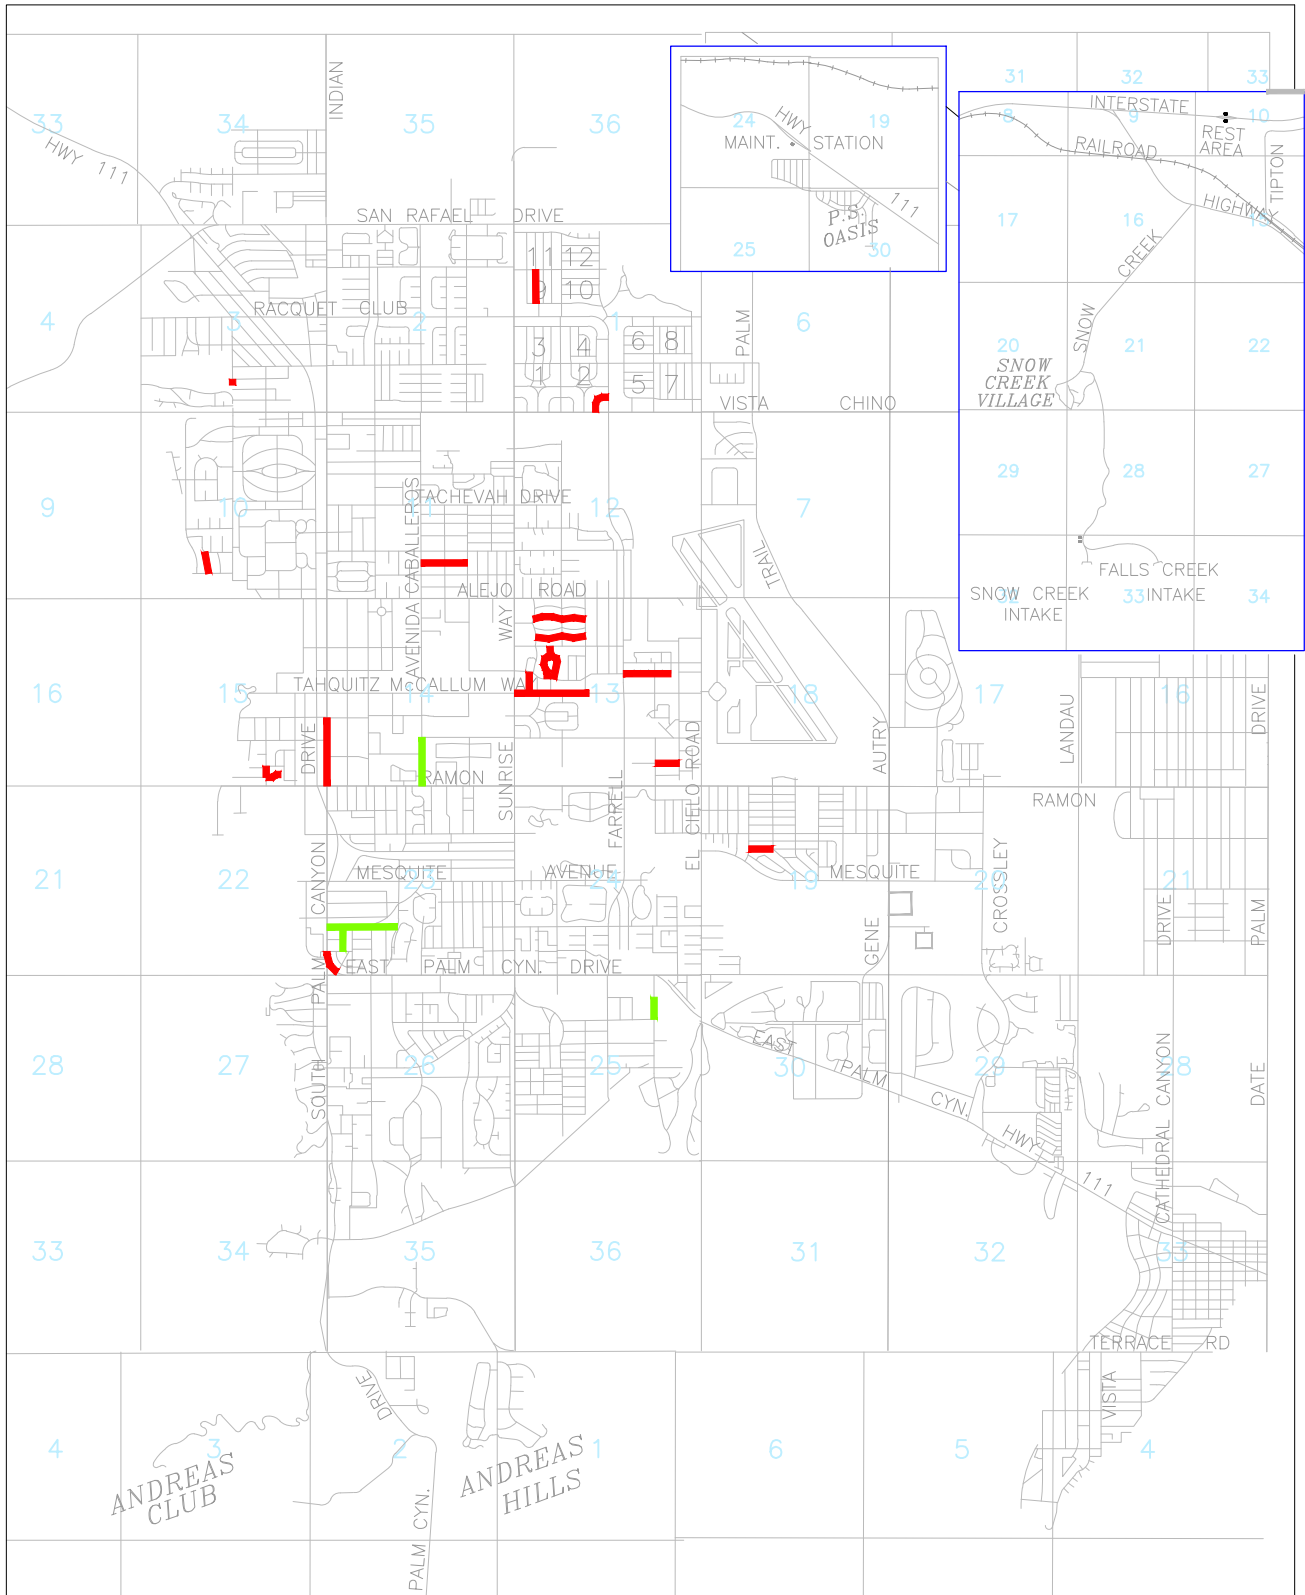 31 32 33
INDIAN
INTERSTATE
33 34 35 36
24 HWY 19
8 9 10
REST
AREA
HWY 111
MAINT. STATION
RAILROAD
TIPTON
111
HIGHWAY
SAN RAFAEL DRIVE
P.S.
OASIS
17 16 15
25 30
11 12
CREEK
9 10
RACQUET CLUB
4 3 2 1 6
PALM
SNOW
3 4 6 8
20 21 22
SNOW
CREEK
VILLAGE
1 2 5 7
VISTA CHINO
29 28 27
TACHEVAH DRIVE
9 10 11 12 7
AVENIDA CABALLEROS
TRAIL
FALLS CREEK
ALEJO ROAD
SNOW CREEK
INTAKE
32 33 INTAKE 34
WAY
TAHQUITZ McCALLUM WAY
16 15 14 13 18 17 16
DRIVE
LANDAU
DRIVE
AUTRY
RAMON
SUNRISE
FARRELL
EL CIELO ROAD
RAMON
MESQUITE AVENUE MESQUITE
21 22 23 24 19 20 21
CANYON
CROSSLEY
GENE
DRIVE
PALM
EAST PALM CYN. DRIVE
PALM
EAST
28 27 26 25 30 29 28
PALM
CYN.
SOUTH
CATHEDRAL CANYON
DATE
HWY
111
33 34 35 36 31 32 33
TERRACE RD
DRIVE
VISTA
4 3 2 1 6 5 4
ANDREAS
CLUB
ANDREAS
HILLS
PALM CYN.